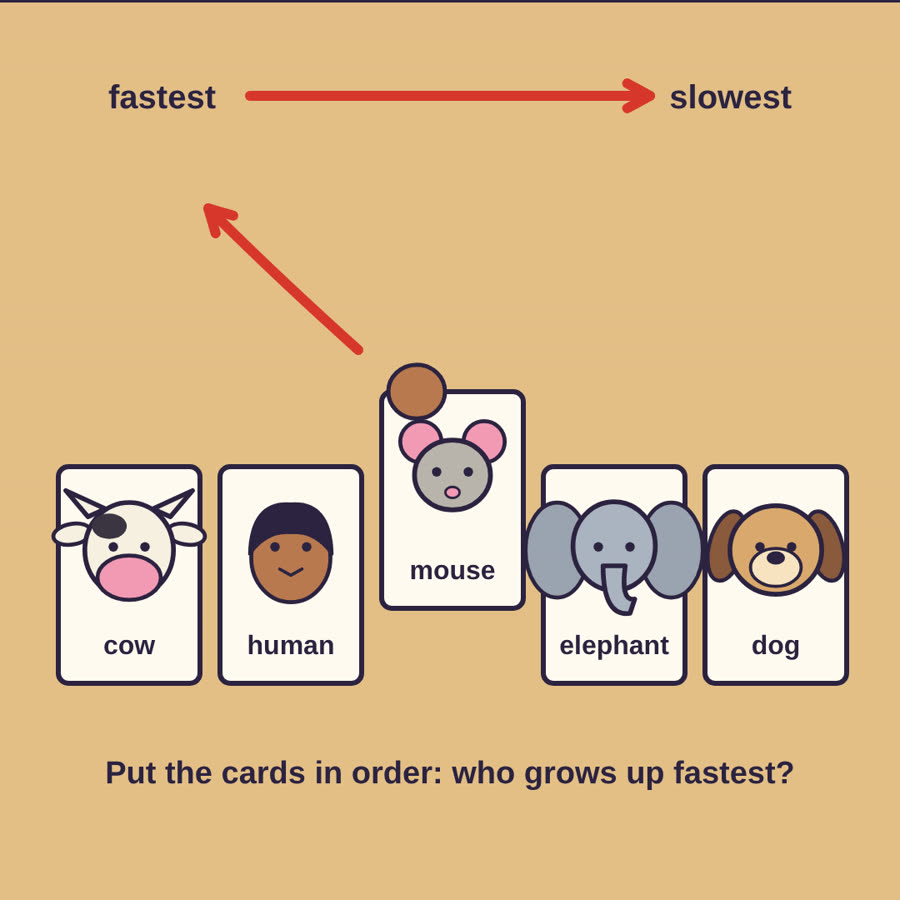 fastest
slowest
mouse
cow
human
elephant
dog
Put the cards in order: who grows up fastest?